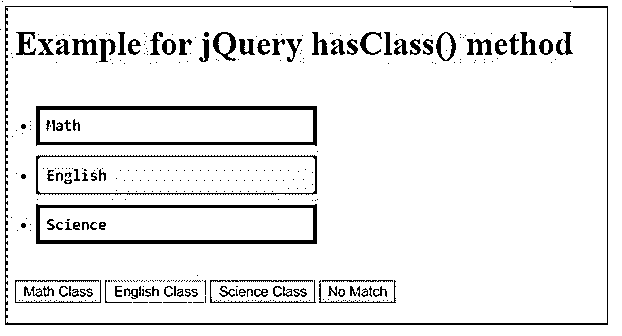 Example for jQuery hasClass() method
Math
English
Science
Math Class English Class Science Class No Match